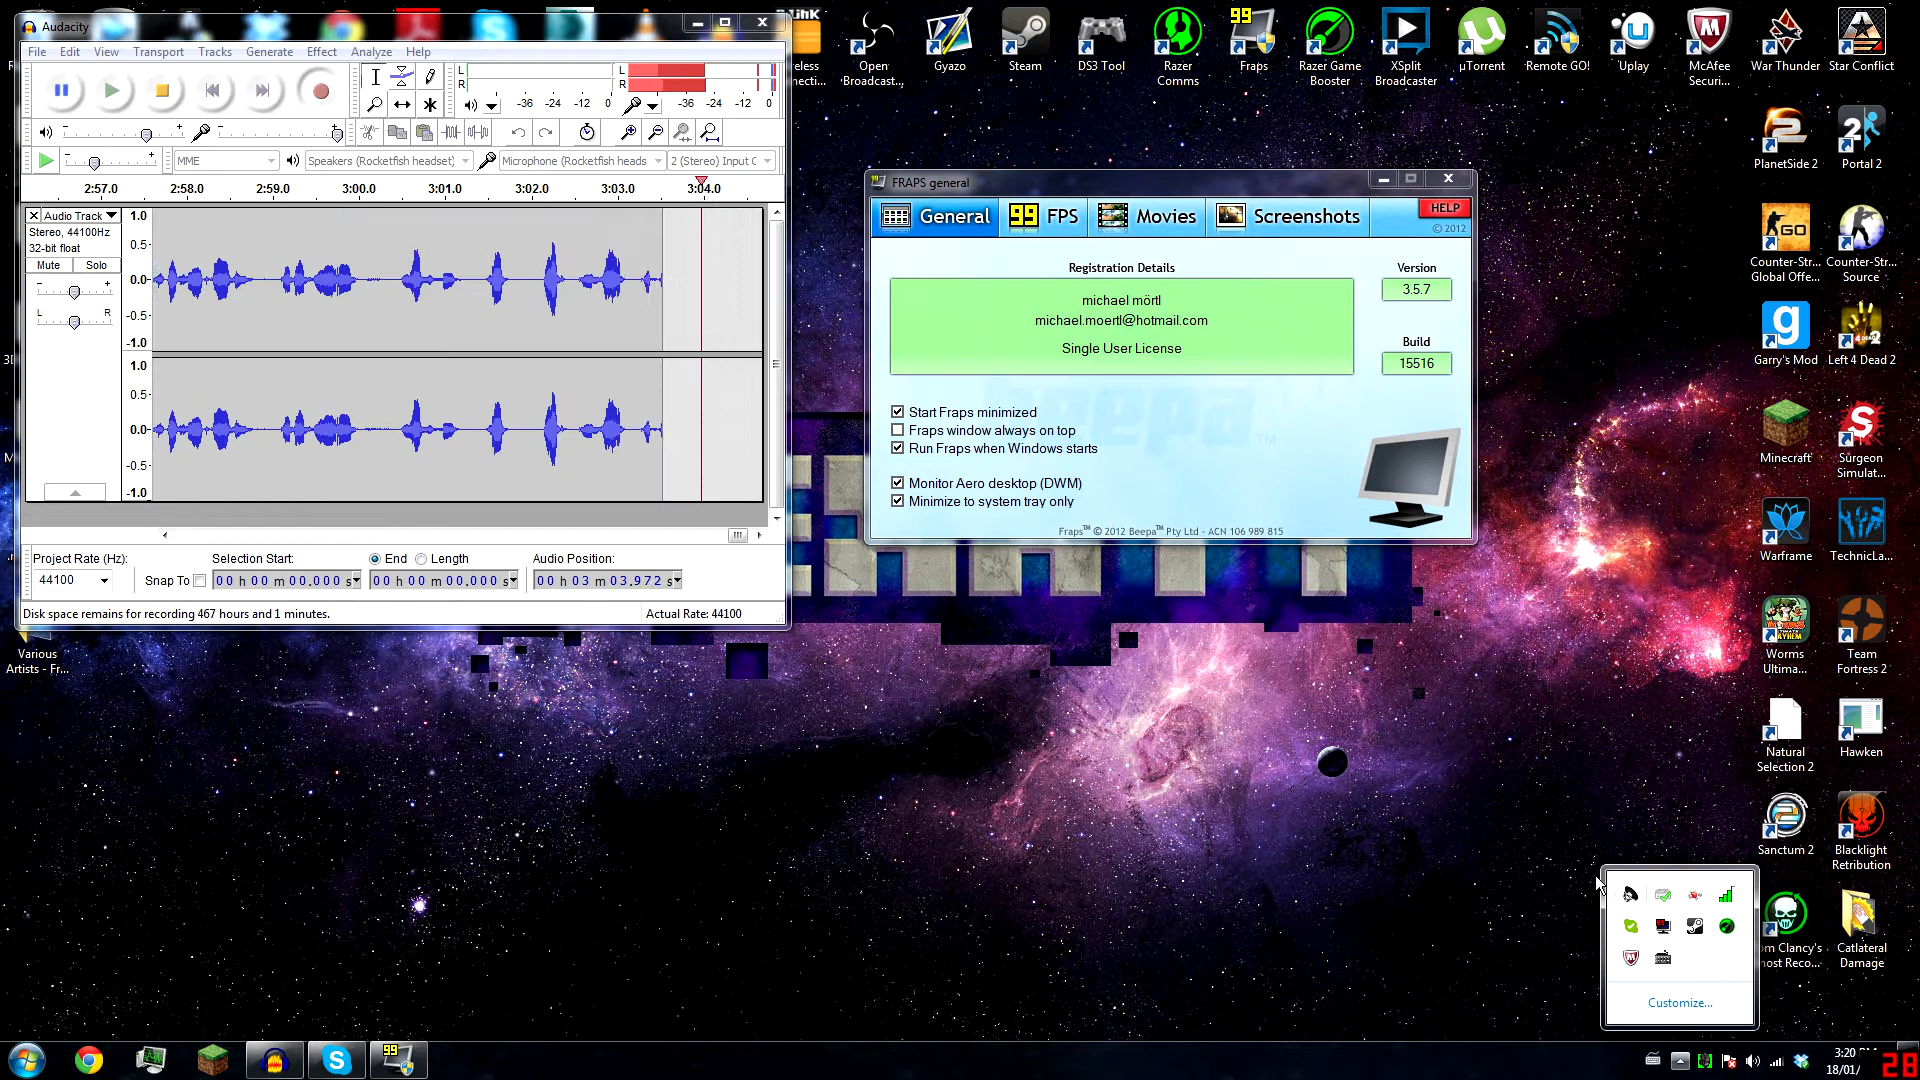 Audacity
File Edit View Transport Tracks Generate Effect Analyze Help
L
R
-36 -24 -12 0
L
R
-36 -24 -12 0
MME
Speakers (Rocketfish headset)
Microphone (Rocketfish heads
2 (Stereo) Input C
2:57.0 2:58.0 2:59.0 3:00.0 3:01.0 3:02.0 3:03.0 3:04.0
Audio Track
Stereo, 44100Hz
32-bit float
Mute Solo
- +
L R
1.0
0.5-
0.0-
-0.5-
-1.0
1.0
0.5-
0.0-
-0.5-
-1.0
Project Rate (Hz):
44100
Snap To
Selection Start:
00 h 00 m 00.000 s
End Length
00 h 00 m 00.000 s
Audio Position:
00 h 03 m 03.972 s
Disk space remains for recording 467 hours and 1 minutes.
Actual Rate: 44100
Various
Artists - Fr...
Open
Broadcast...
Gyazo
Steam
DS3 Tool
Razer
Comms
99
Fraps
Razer Game
Booster
XSplit
Broadcaster
µTorrent
Remote GO!
Uplay
McAfee
Securi...
War Thunder
Star Conflict
PlanetSide 2
Portal 2
GO
Counter-Str...
Global Offe...
Counter-Str...
Source
Garry's Mod
Left 4 Dead 2
Minecraft
Surgeon
Simulat...
Warframe
TechnicLa...
Worms
Ultima...
Team
Fortress 2
Natural
Selection 2
Hawken
Sanctum 2
Blacklight
Retribution
om Clancy's
host Reco...
Catlateral
Damage
FRAPS general
General
99 FPS
Movies
Screenshots
HELP
© 2012
Registration Details
michael mörtl
michael.moertl@hotmail.com
Single User License
Version
3.5.7
Build
15516
beepa™
Start Fraps minimized
Fraps window always on top
Run Fraps when Windows starts
Monitor Aero desktop (DWM)
Minimize to system tray only
Fraps™ © 2012 Beepa™ Pty Ltd - ACN 106 989 815
Customize...
99
3:20
18/01/
28